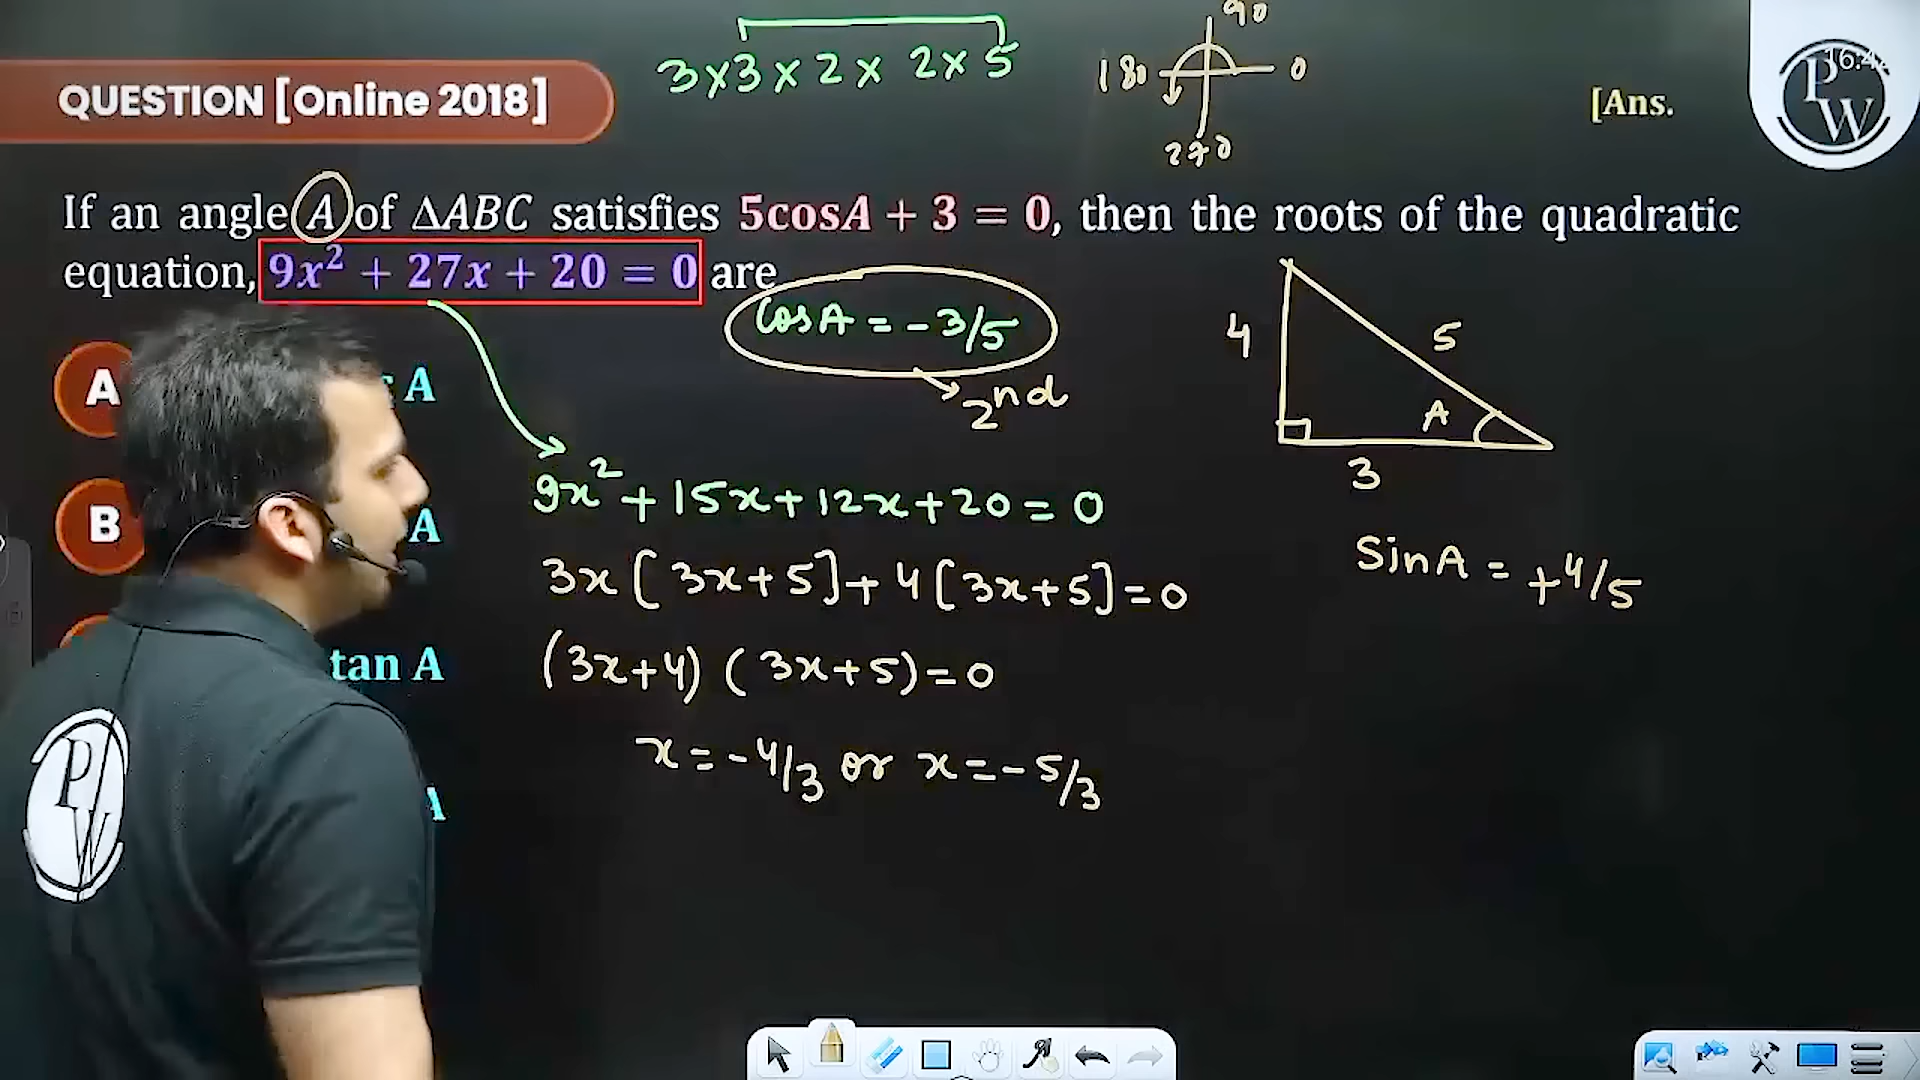 3×3×2×2×5
90
180
0
270
QUESTION [Online 2018]
[Ans.
16:4
PW
If an angle A of ΔABC satisfies 5cosA + 3 = 0, then the roots of the quadratic
equation, 9x² + 27x + 20 = 0 are
cosA = -3/5
2nd
4
5
A
3
A
A
B
A
9x² + 15x + 12x + 20 = 0
SinA = +4/5
3x[3x+5] + 4[3x+5] = 0
tan A
(3x+4)(3x+5) = 0
x = -4/3 or x = -5/3
A
PW